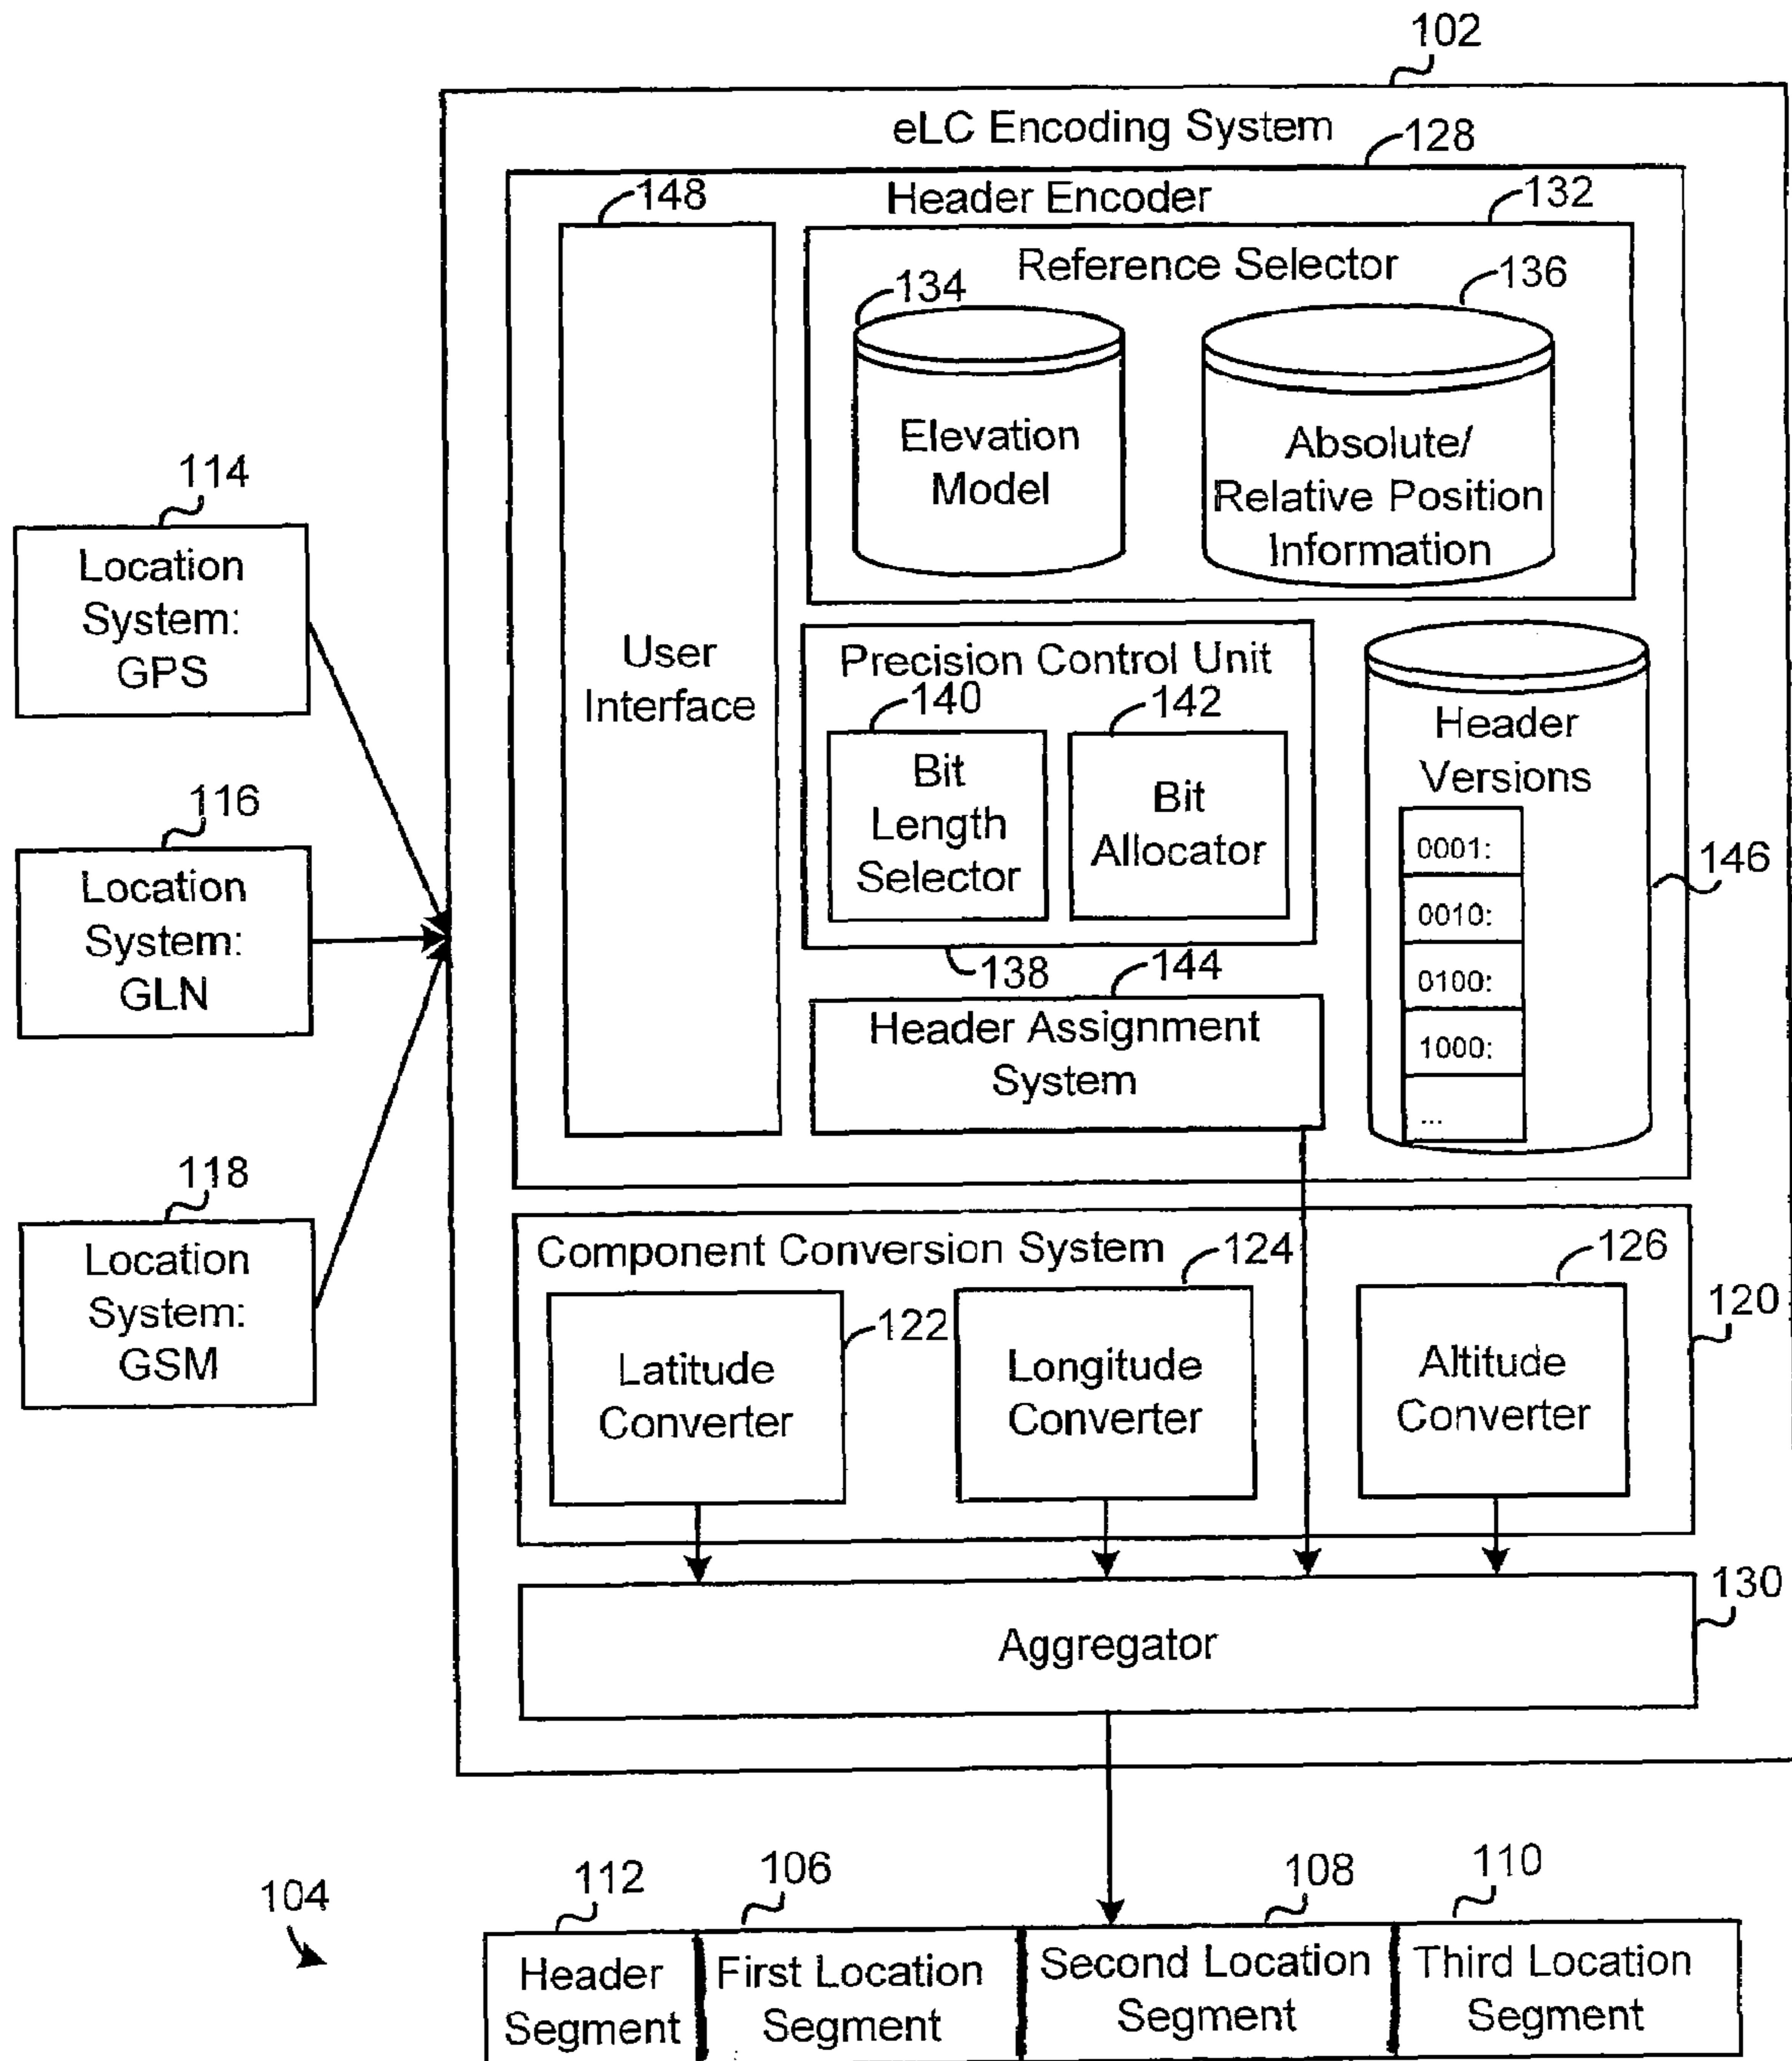 102
eLC Encoding System
128
148
Header Encoder
132
Reference Selector
134
136
Elevation
Model
Absolute/
Relative Position
Information
114
Location
System:
GPS
User
Interface
Precision Control Unit
140
142
Bit
Length
Selector
Bit
Allocator
Header
Versions
0001:
0010:
0100:
1000:
...
146
116
Location
System:
GLN
138
144
Header Assignment
System
118
Location
System:
GSM
Component Conversion System
124
126
120
122
Latitude
Converter
Longitude
Converter
Altitude
Converter
130
Aggregator
104
112
106
108
110
Header
Segment
First Location
Segment
Second Location
Segment
Third Location
Segment